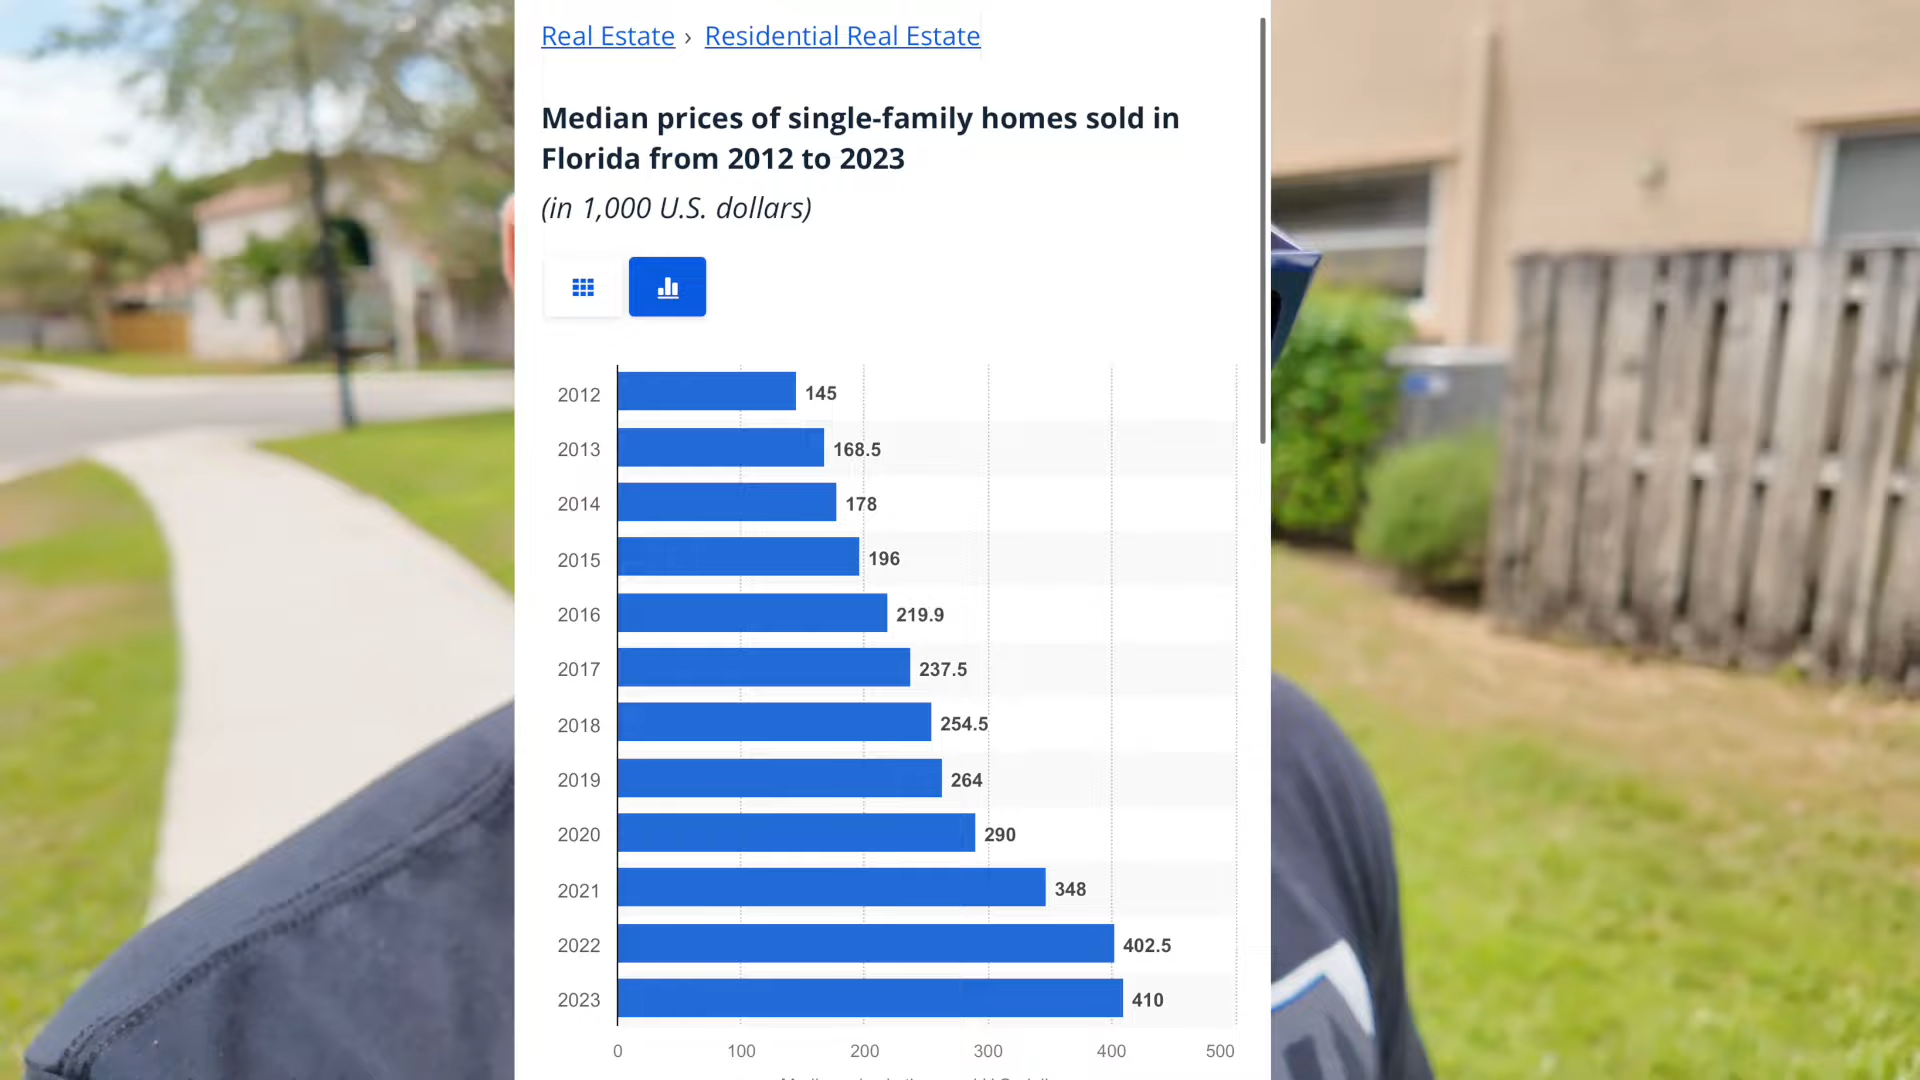 Real Estate › Residential Real Estate
Median prices of single-family homes sold in
Florida from 2012 to 2023
(in 1,000 U.S. dollars)
2012 145
2013 168.5
2014 178
2015 196
2016 219.9
2017 237.5
2018 254.5
2019 264
2020 290
2021 348
2022 402.5
2023 410
0 100 200 300 400 500